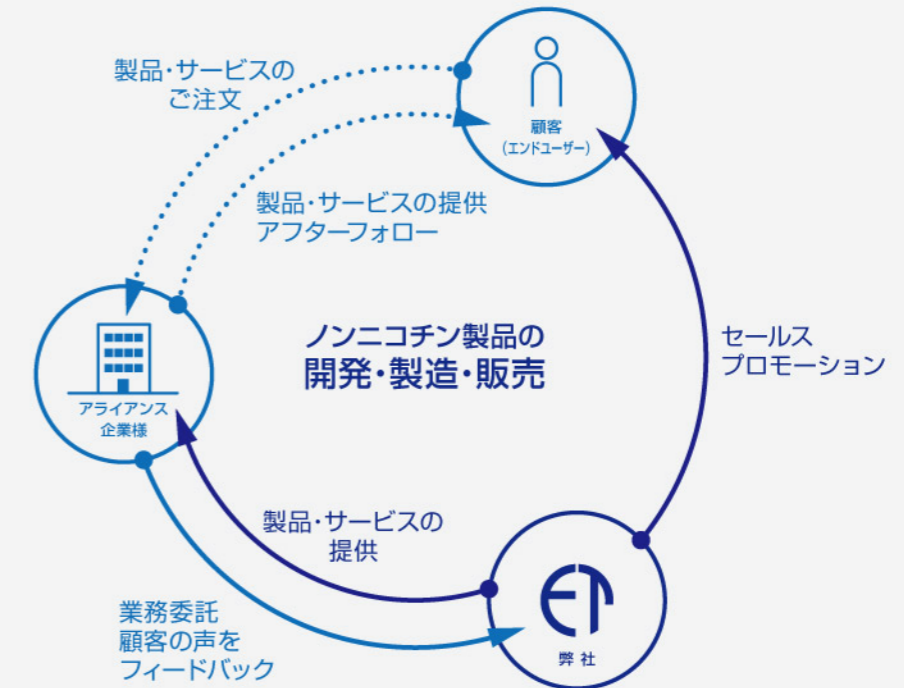 製品・サービスの
ご注文
顧客
(エンドユーザー)
製品・サービスの提供
アフターフォロー
ノンニコチン製品の
開発・製造・販売
セールス
プロモーション
アライアンス
企業様
製品・サービスの
提供
業務委託
顧客の声を
フィードバック
ET
弊社